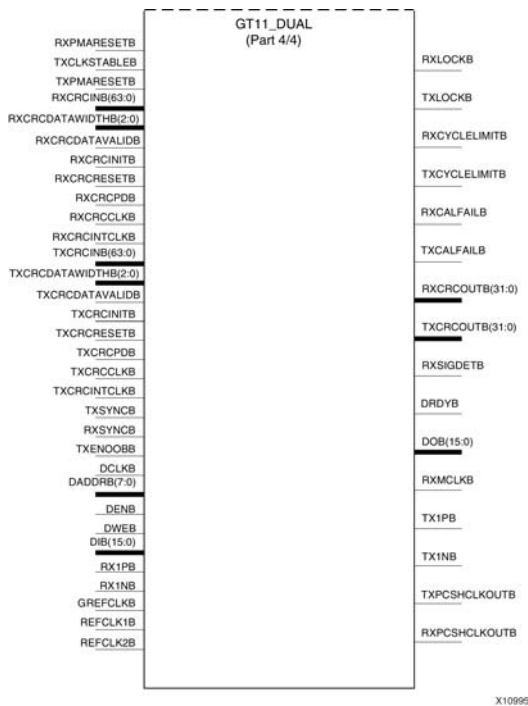 GT11_DUAL
(Part 4/4)
RXPMARESETB
TXCLKSTABLEB
TXPMARESETB
RXCRCINB(63:0)
RXCRCDATAWIDTHB(2:0)
RXCRCDATAVALIDB
RXCRCINITB
RXCRCRESETB
RXCRCPDB
RXCRCCLKB
RXCRCINTCLKB
TXCRCINB(63:0)
TXCRCDATAWIDTHB(2:0)
TXCRCDATAVALIDB
TXCRCINITB
TXCRCRESETB
TXCRCPDB
TXCRCCLKB
TXCRCINTCLKB
TXSYNCB
RXSYNCB
TXENOOBB
DCLKB
DADDRB(7:0)
DENB
DWEB
DIB(15:0)
RX1PB
RX1NB
GREFCLKB
REFCLK1B
REFCLK2B
RXLOCKB
TXLOCKB
RXCYCLELIMITB
TXCYCLELIMITB
RXCALFAILB
TXCALFAILB
RXCRCOUTB(31:0)
TXCRCOUTB(31:0)
RXSIGDETB
DRDYB
DOB(15:0)
RXMCLKB
TX1PB
TX1NB
TXPCSHCLKOUTB
RXPCSHCLKOUTB
X10995